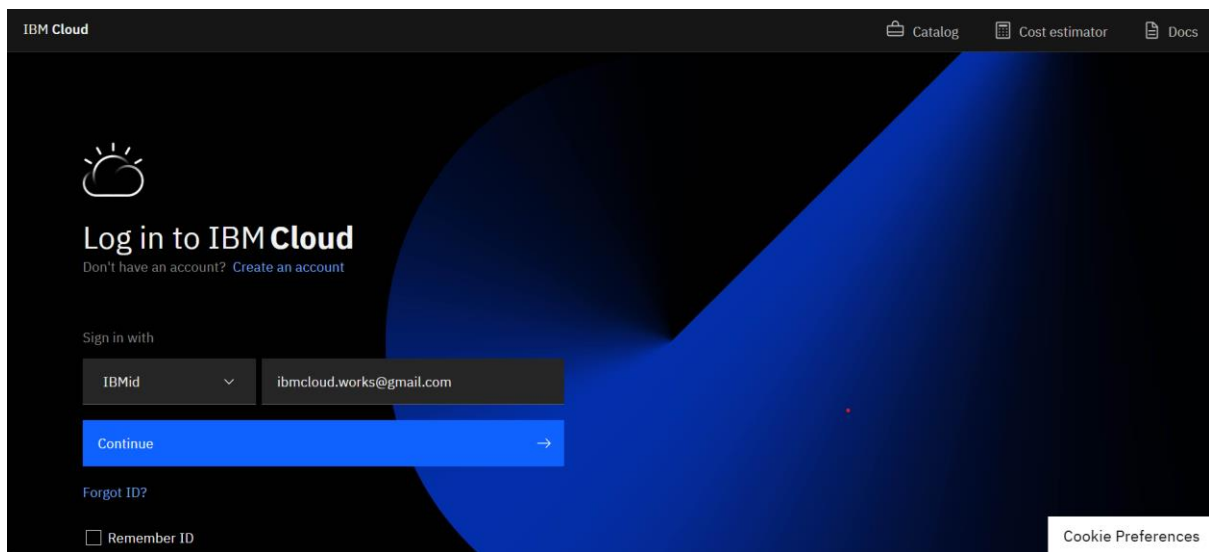 IBM Cloud
Catalog
Cost estimator
Docs
Log in to IBM Cloud
Don't have an account? Create an account
Sign in with
IBMid
ibmcloud.works@gmail.com
Continue
Forgot ID?
Remember ID
Cookie Preferences